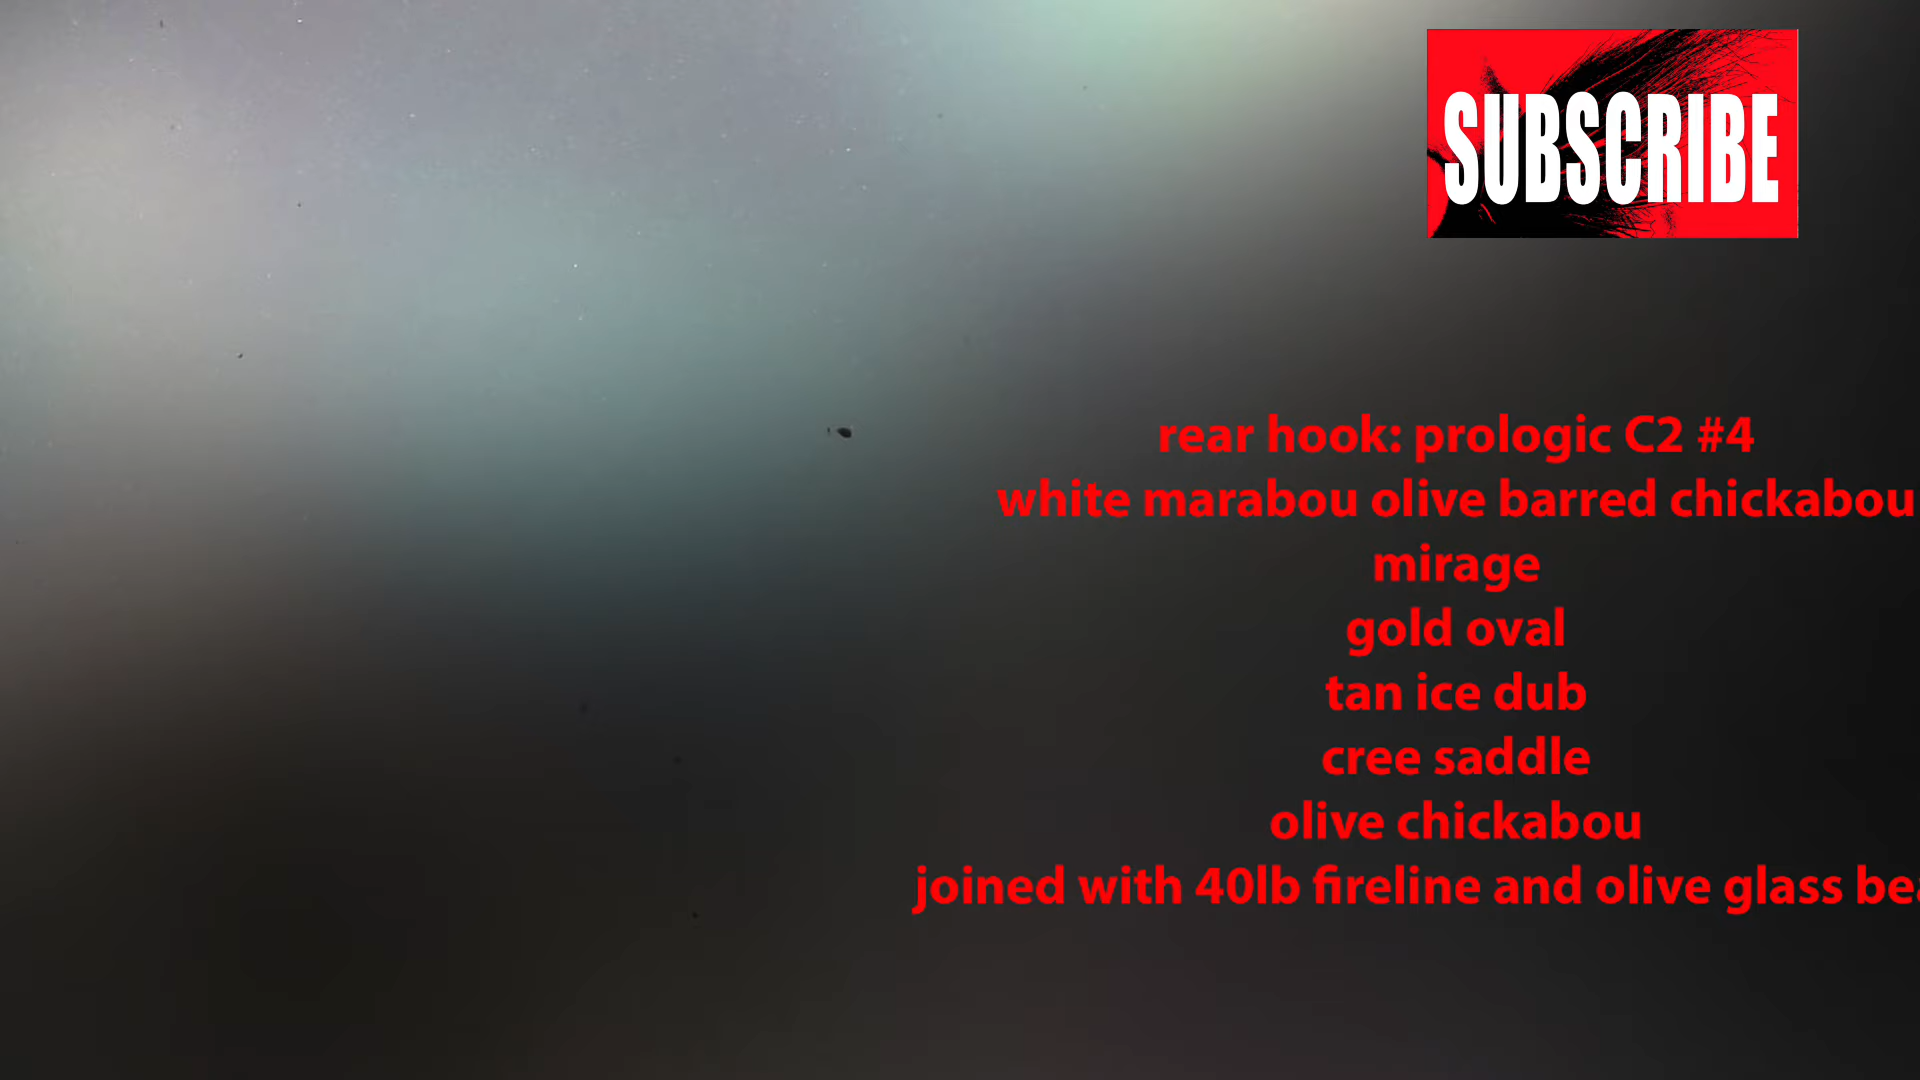 SUBSCRIBE
rear hook: prologic C2 #4
white marabou olive barred chickabou
mirage
gold oval
tan ice dub
cree saddle
olive chickabou
joined with 40lb fireline and olive glass